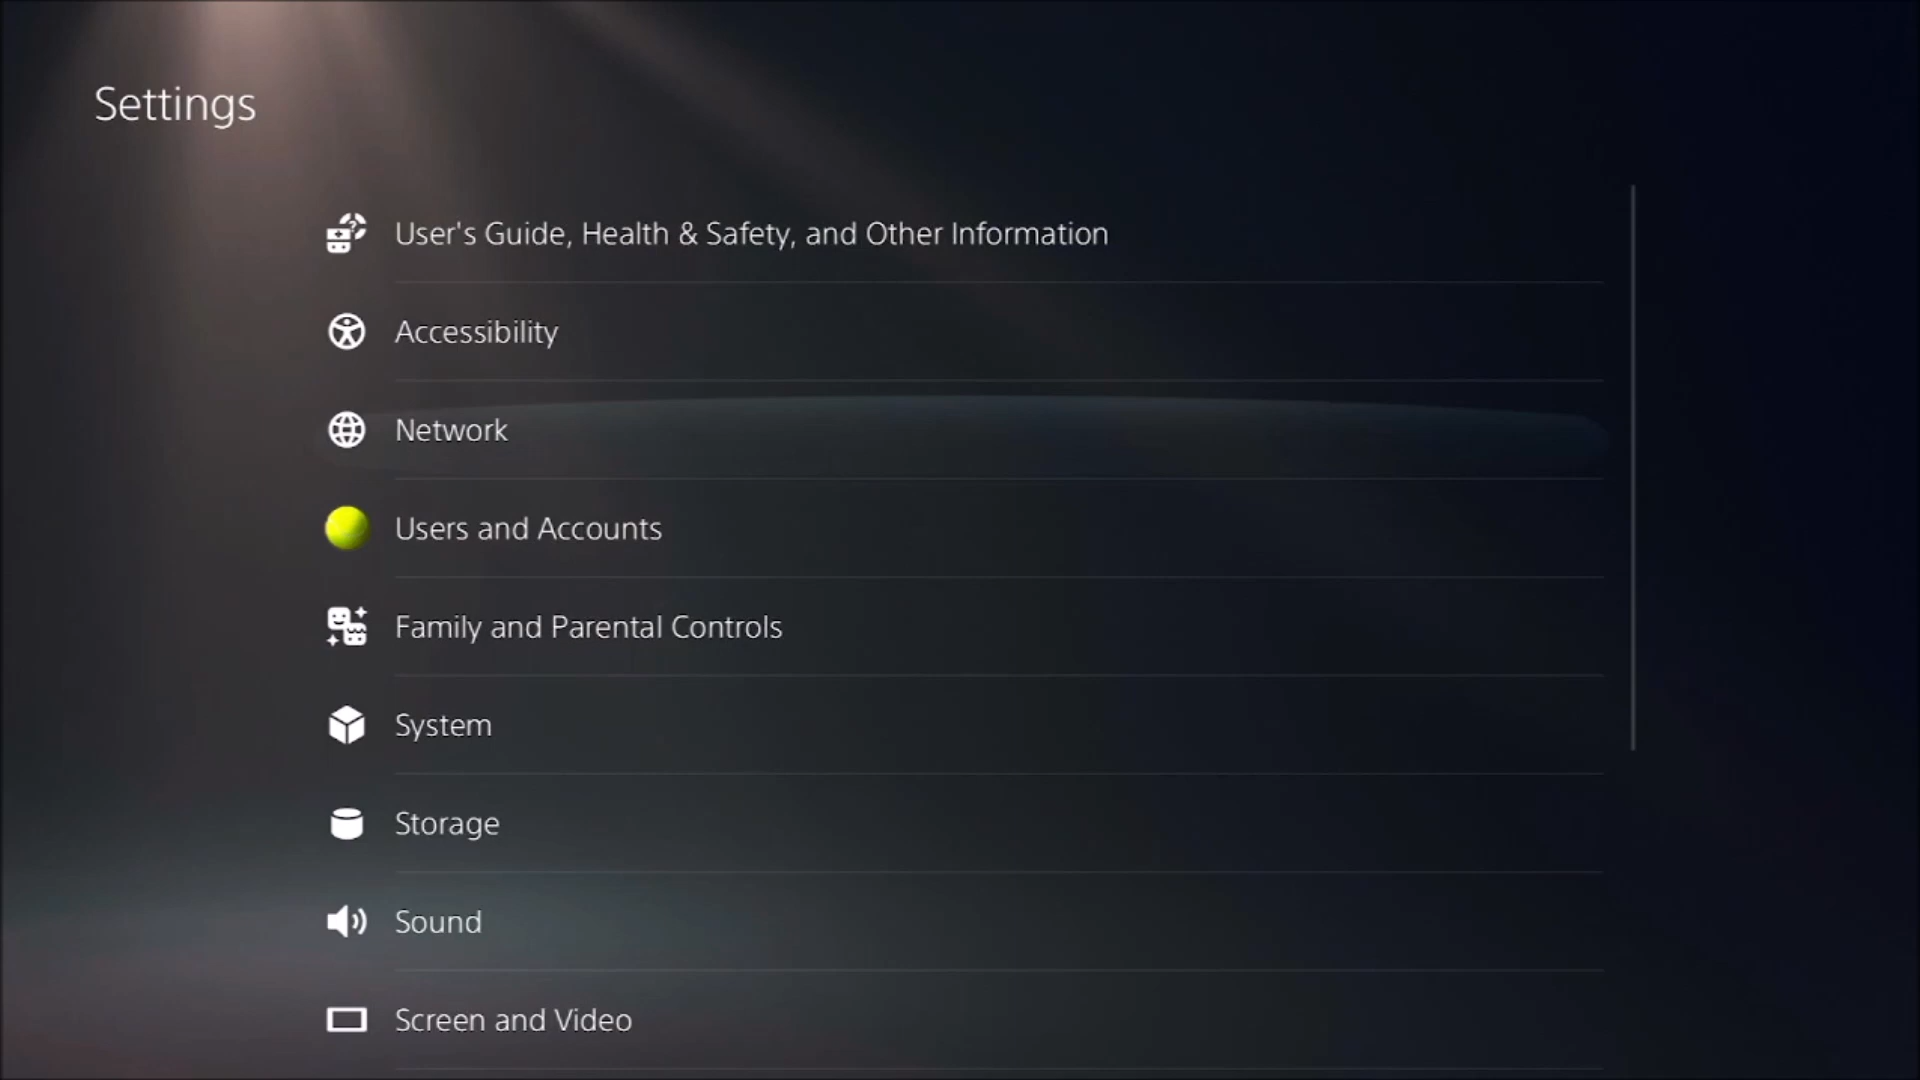 Settings
User's Guide, Health & Safety, and Other Information
Accessibility
Network
Users and Accounts
Family and Parental Controls
System
Storage
Sound
Screen and Video